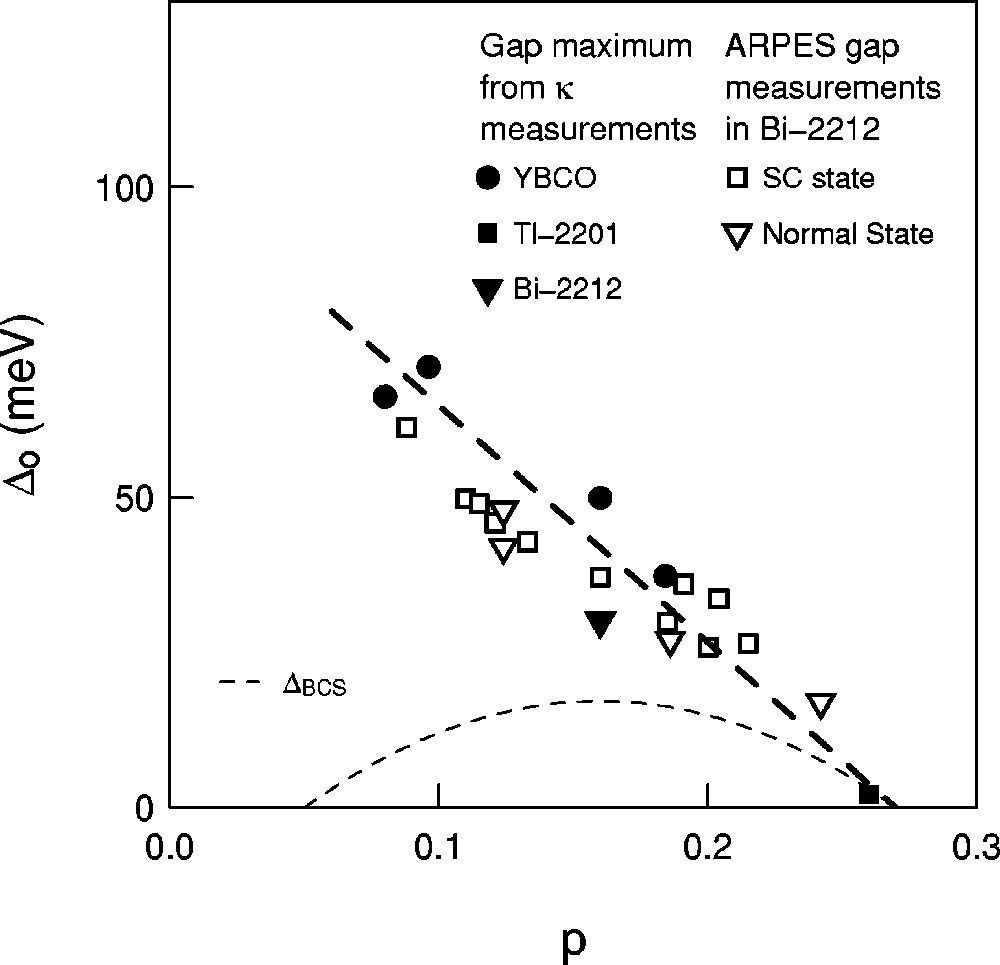 Gap maximum
from κ
measurements
YBCO
Tl−2201
Bi−2212
ARPES gap
measurements
in Bi−2212
SC state
Normal State
100
50
0
Δo (meV)
ΔBCS
0.0
0.1
0.2
0.3
p